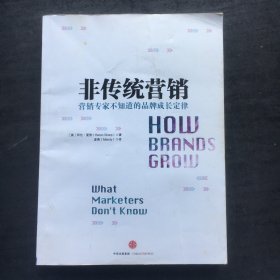 非传统营销
营销专家不知道的品牌成长定律
HOW
BRANDS
GROW
What
Marketers
Don't Know